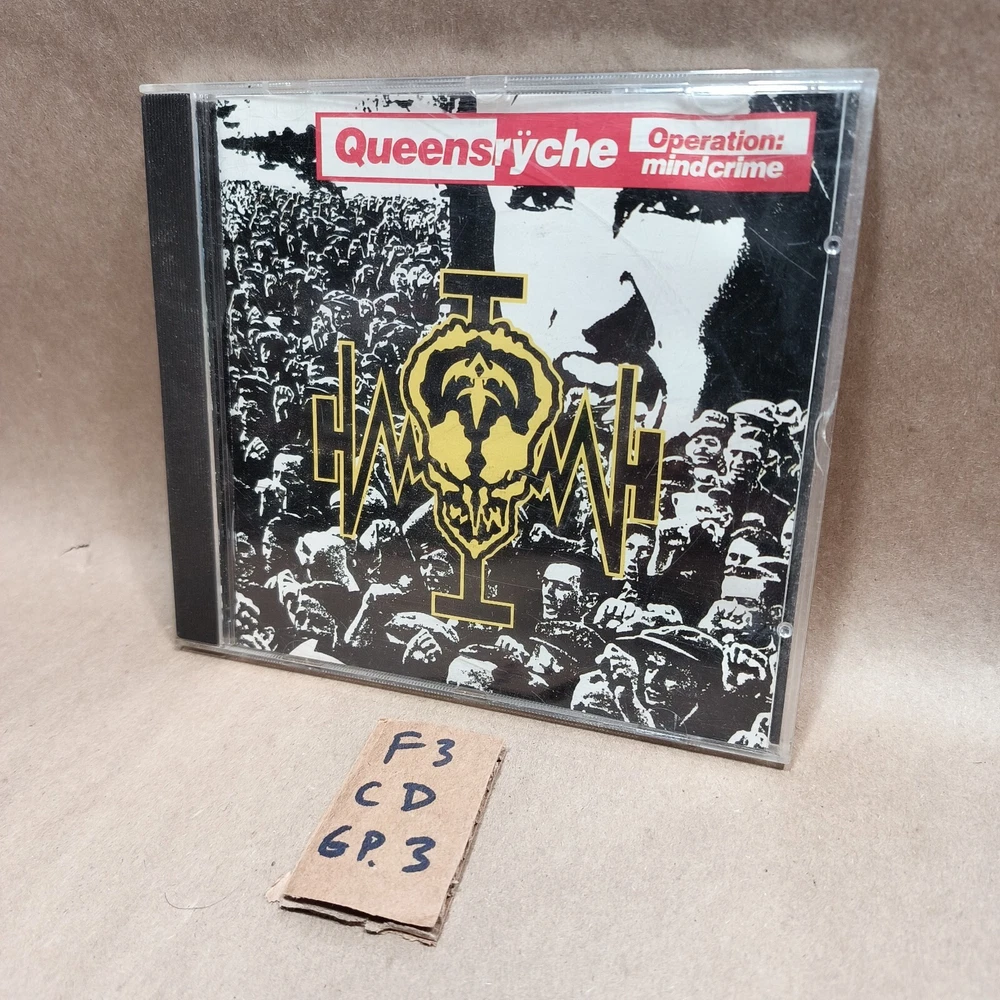 Queensrÿche
Operation:
mindcrime
F3
CD
GP. 3